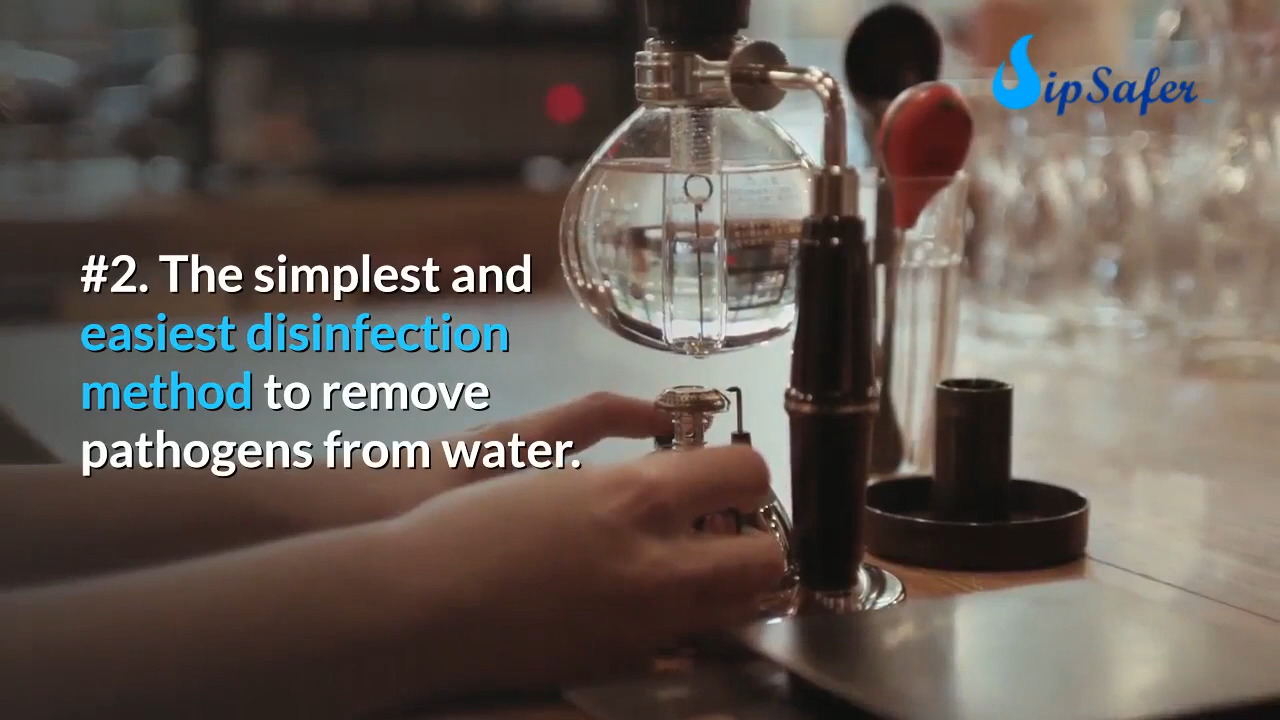 SipSafer
#2. The simplest and
easiest disinfection
method to remove
pathogens from water.